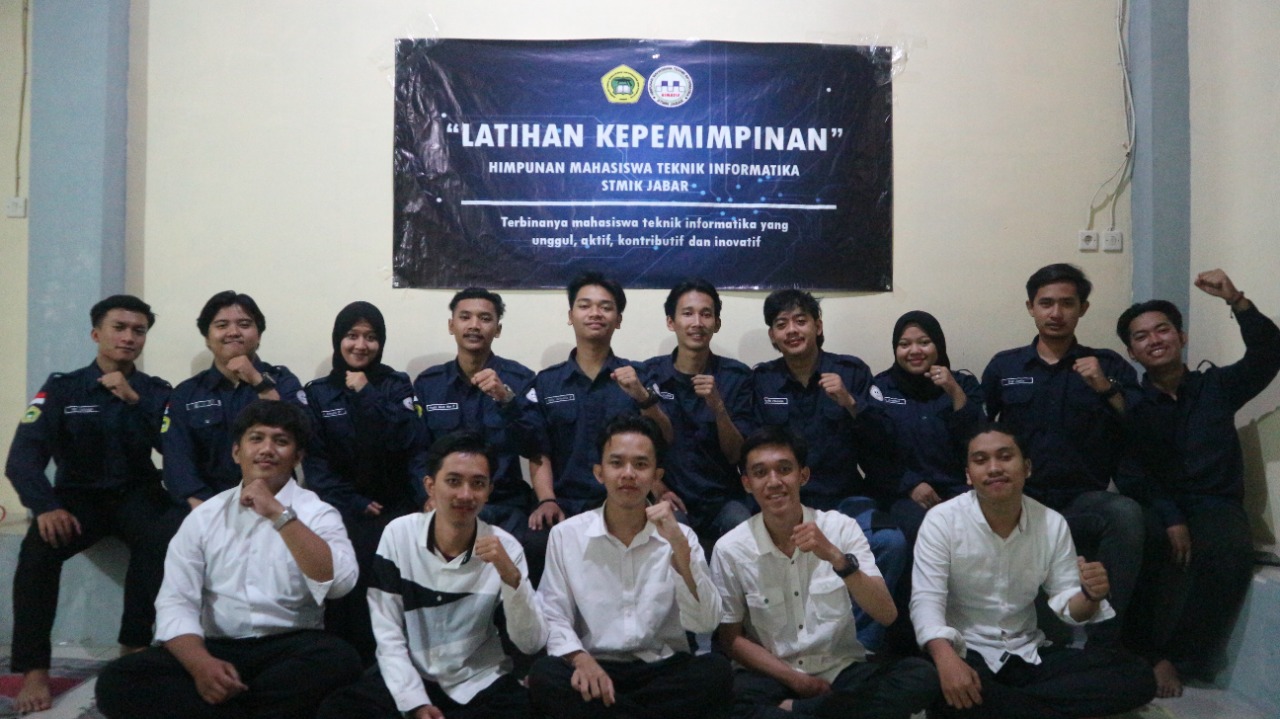 “LATIHAN KEPEMIMPINAN”
HIMPUNAN MAHASISWA TEKNIK INFORMATIKA
STMIK JABAR
Terbinanya mahasiswa teknik informatika yang
unggul, aktif, kontributif dan inovatif